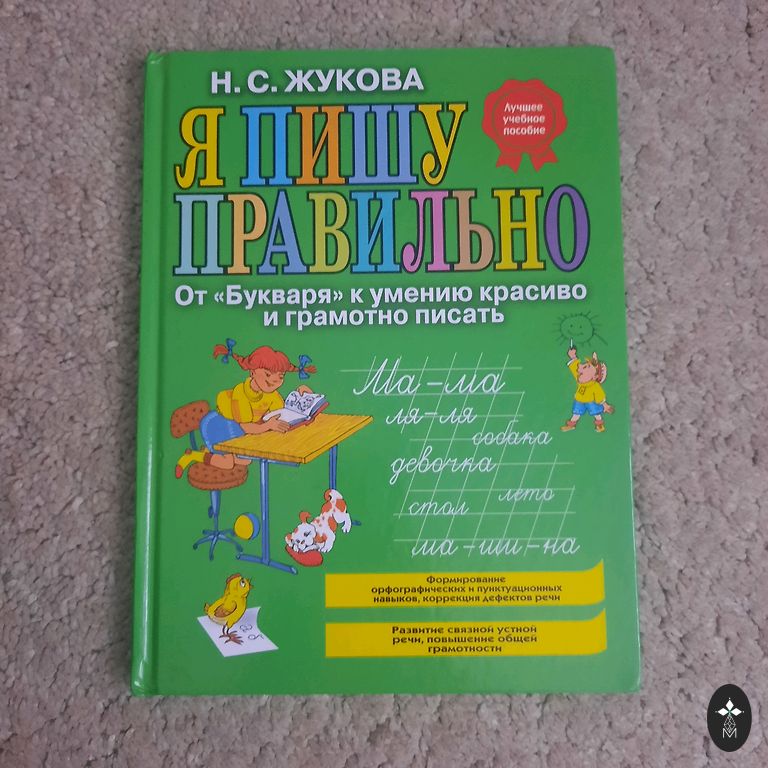 Н. С. ЖУКОВА
Лучшее
учебное
пособие
Я ПИШУ
ПРАВИЛЬНО
От «Букваря» к умению красиво
и грамотно писать
Ма-ма
ля-ля
собака
девочка
лето
стол
ма-ши-на
Формирование
орфографических и пунктуационных
навыков, коррекция дефектов речи
Развитие связной устной
речи, повышение общей
грамотности
а б
М